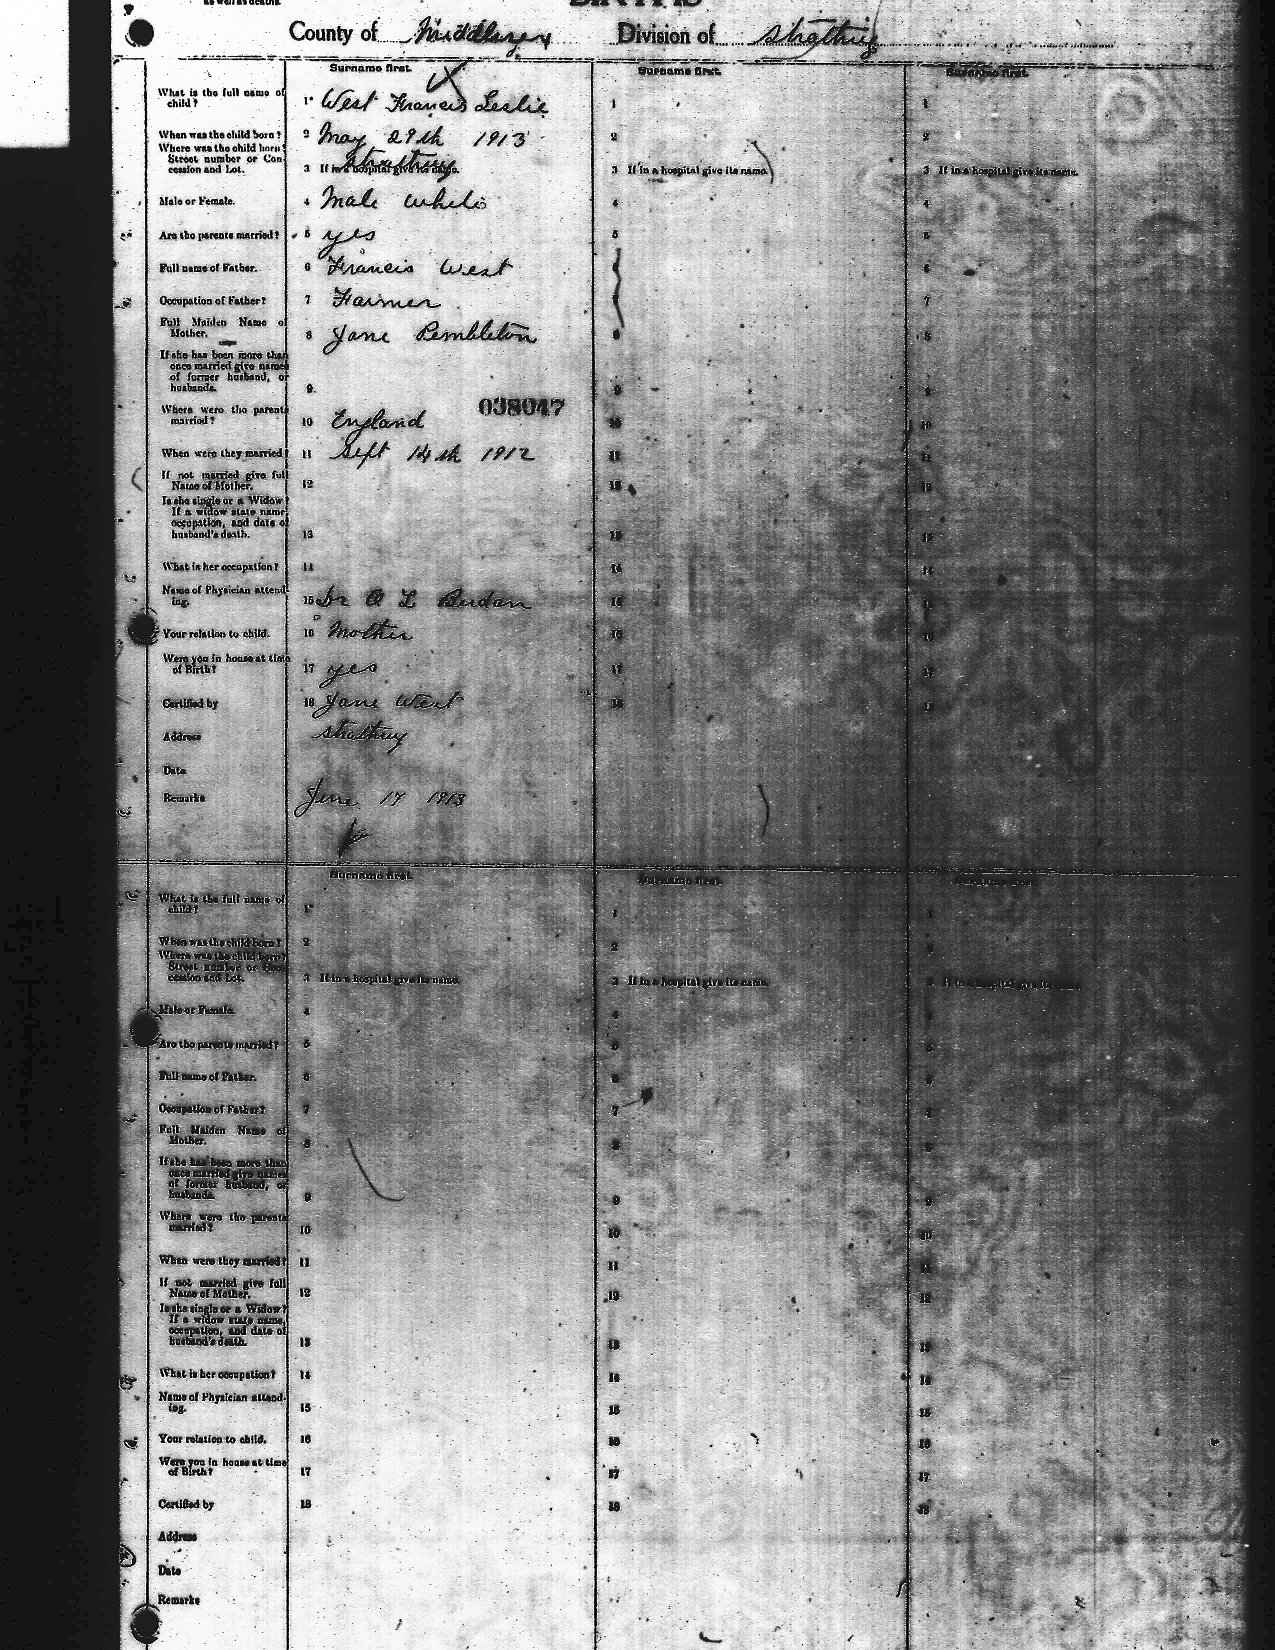 as well as deaths.
BIRTHS
County of Middlesex Division of Strathroy
Surname first. Surname first. Surname first.
What is the full name of child? 1 West Francis Leslie 1 1
When was the child born? 2 May 29th 1913 2 2
Where was the child born? Street number or Concession and Lot. Strathroy
3 If in a hospital give its name. 3 If in a hospital give its name. 3 If in a hospital give its name.
Male or Female. 4 Male White 4 4
Are the parents married? 5 yes 5 5
Full name of Father. 6 Francis West 6
Occupation of Father? 7 Farmer 7
Full Maiden Name of Mother. 8 Jane Pembleton 8 8
If she has been more than once married give names of former husband, or husbands. 9. 9 9
038047
Where were the parents married? 10 England 10 10
When were they married? 11 Sept 14th 1912 11 11
If not married give full Name of Mother. 12 12 12
Is she single or a Widow? If a widow state name, occupation, and date of husband's death. 13 13 13
What is her occupation? 14 14 14
Name of Physician attending. 15 Dr O L Berdan 15 15
Your relation to child. 16 Mother 16 16
Were you in house at time of Birth? 17 yes 17 17
Certified by 18 Jane West 18 18
Address Strathroy
Date
Remarks June 17 1913
Surname first. Surname first. Surname first.
What is the full name of child? 1 1 1
When was the child born? 2 2 2
Where was the child born? Street number or Concession and Lot. 3 If in a hospital give its name. 3 If in a hospital give its name. 3 If in a hospital give its name.
Male or Female. 4 4
Are the parents married? 5 5 5
Full name of Father. 6 6 6
Occupation of Father? 7 7 7
Full Maiden Name of Mother. 8 8 8
If she has been more than once married give names of former husband, or husbands. 9 9 9
Where were the parents married? 10 10 10
When were they married? 11 11 11
If not married give full Name of Mother. 12 12 12
Is she single or a Widow? If a widow state name, occupation, and date of husband's death. 13 13 13
What is her occupation? 14 14 14
Name of Physician attending. 15 15 15
Your relation to child. 16 16 16
Were you in house at time of Birth? 17 17 17
Certified by 18 18 18
Address
Date
Remarks